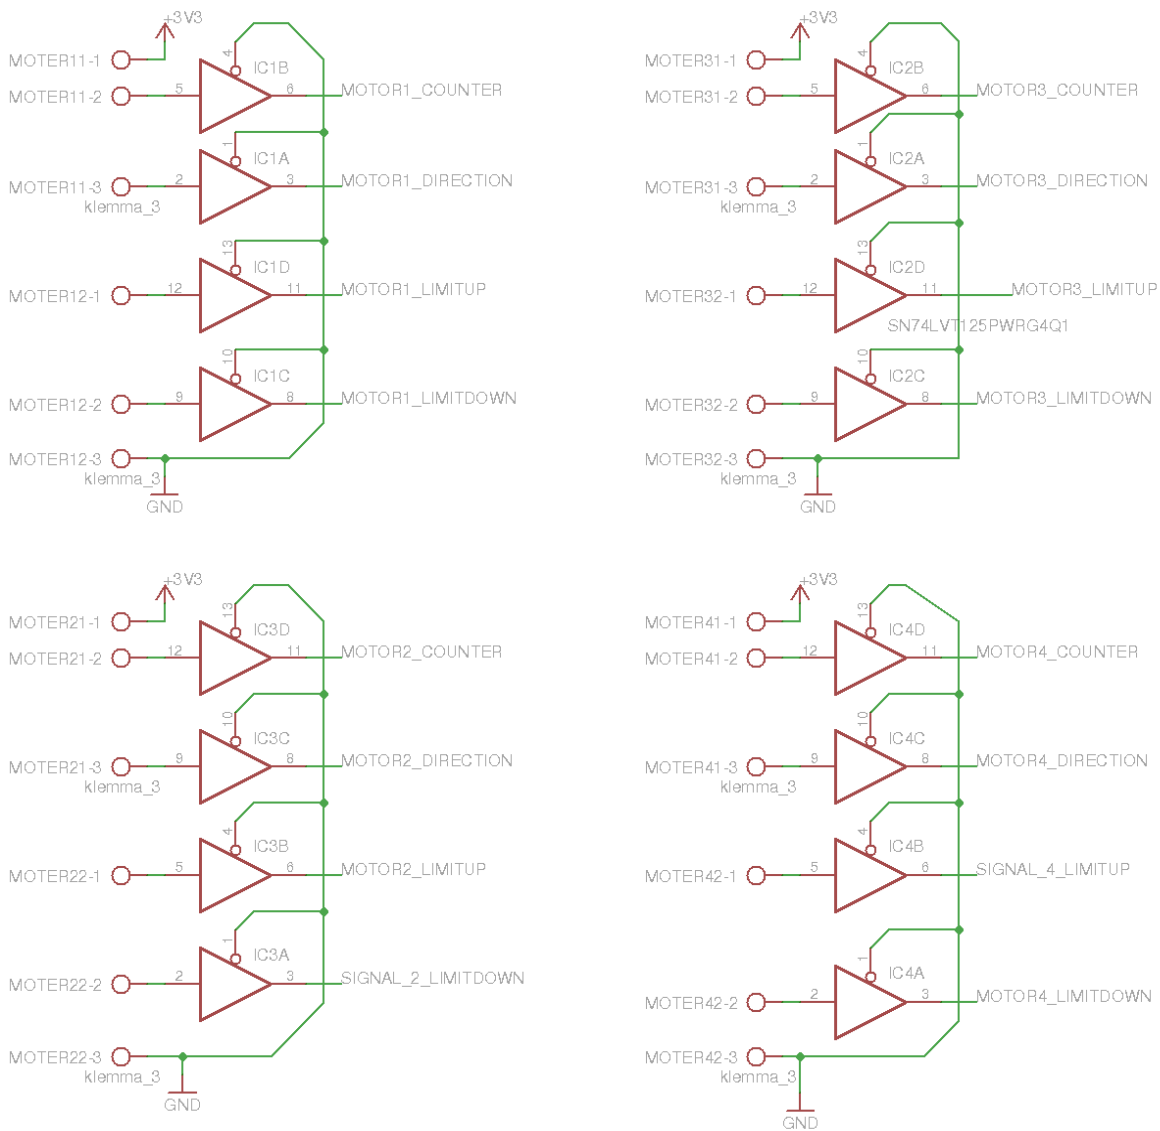 +3V3
MOTER11-1
4
IC1B
MOTER11-2
5
6
MOTOR1_COUNTER
1
IC1A
MOTER11-3
2
3
MOTOR1_DIRECTION
klemma_3
13
IC1D
MOTER12-1
12
11
MOTOR1_LIMITUP
10
IC1C
MOTER12-2
9
8
MOTOR1_LIMITDOWN
MOTER12-3
klemma_3
GND
+3V3
MOTER31-1
4
IC2B
MOTER31-2
5
6
MOTOR3_COUNTER
1
IC2A
MOTER31-3
2
3
MOTOR3_DIRECTION
klemma_3
13
IC2D
MOTER32-1
12
11
MOTOR3_LIMITUP
SN74LVT125PWRG4Q1
10
IC2C
MOTER32-2
9
8
MOTOR3_LIMITDOWN
MOTER32-3
klemma_3
GND
+3V3
MOTER21-1
13
IC3D
MOTER21-2
12
11
MOTOR2_COUNTER
10
IC3C
MOTER21-3
9
8
MOTOR2_DIRECTION
klemma_3
4
IC3B
MOTER22-1
5
6
MOTOR2_LIMITUP
1
IC3A
MOTER22-2
2
3
SIGNAL_2_LIMITDOWN
MOTER22-3
klemma_3
GND
+3V3
MOTER41-1
13
IC4D
MOTER41-2
12
11
MOTOR4_COUNTER
10
IC4C
MOTER41-3
9
8
MOTOR4_DIRECTION
klemma_3
4
IC4B
MOTER42-1
5
6
SIGNAL_4_LIMITUP
1
IC4A
MOTER42-2
2
3
MOTOR4_LIMITDOWN
MOTER42-3
klemma_3
GND